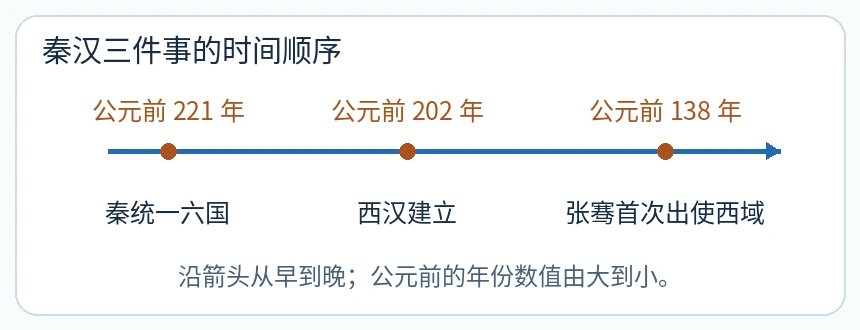 秦汉三件事的时间顺序
公元前 221 年
公元前 202 年
公元前 138 年
秦统一六国
西汉建立
张骞首次出使西域
沿箭头从早到晚；公元前的年份数值由大到小。